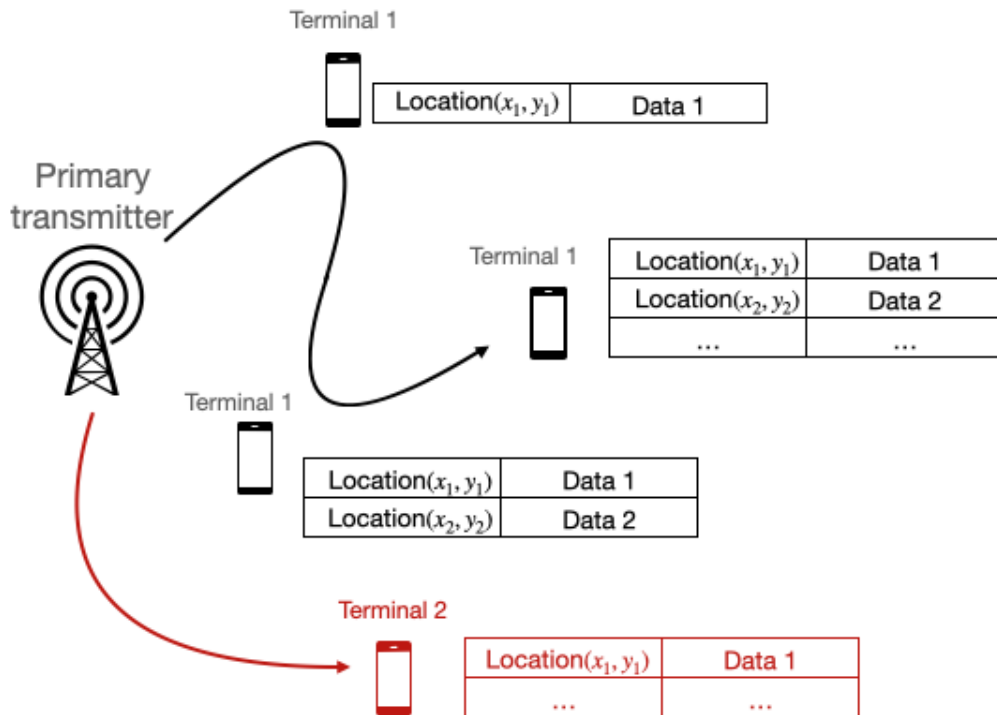 Terminal 1
Location(x₁, y₁) Data 1
Primary
transmitter
Terminal 1
Location(x₁, y₁) Data 1
Location(x₂, y₂) Data 2
... ...
Terminal 1
Location(x₁, y₁) Data 1
Location(x₂, y₂) Data 2
Terminal 2
Location(x₁, y₁) Data 1
... ...